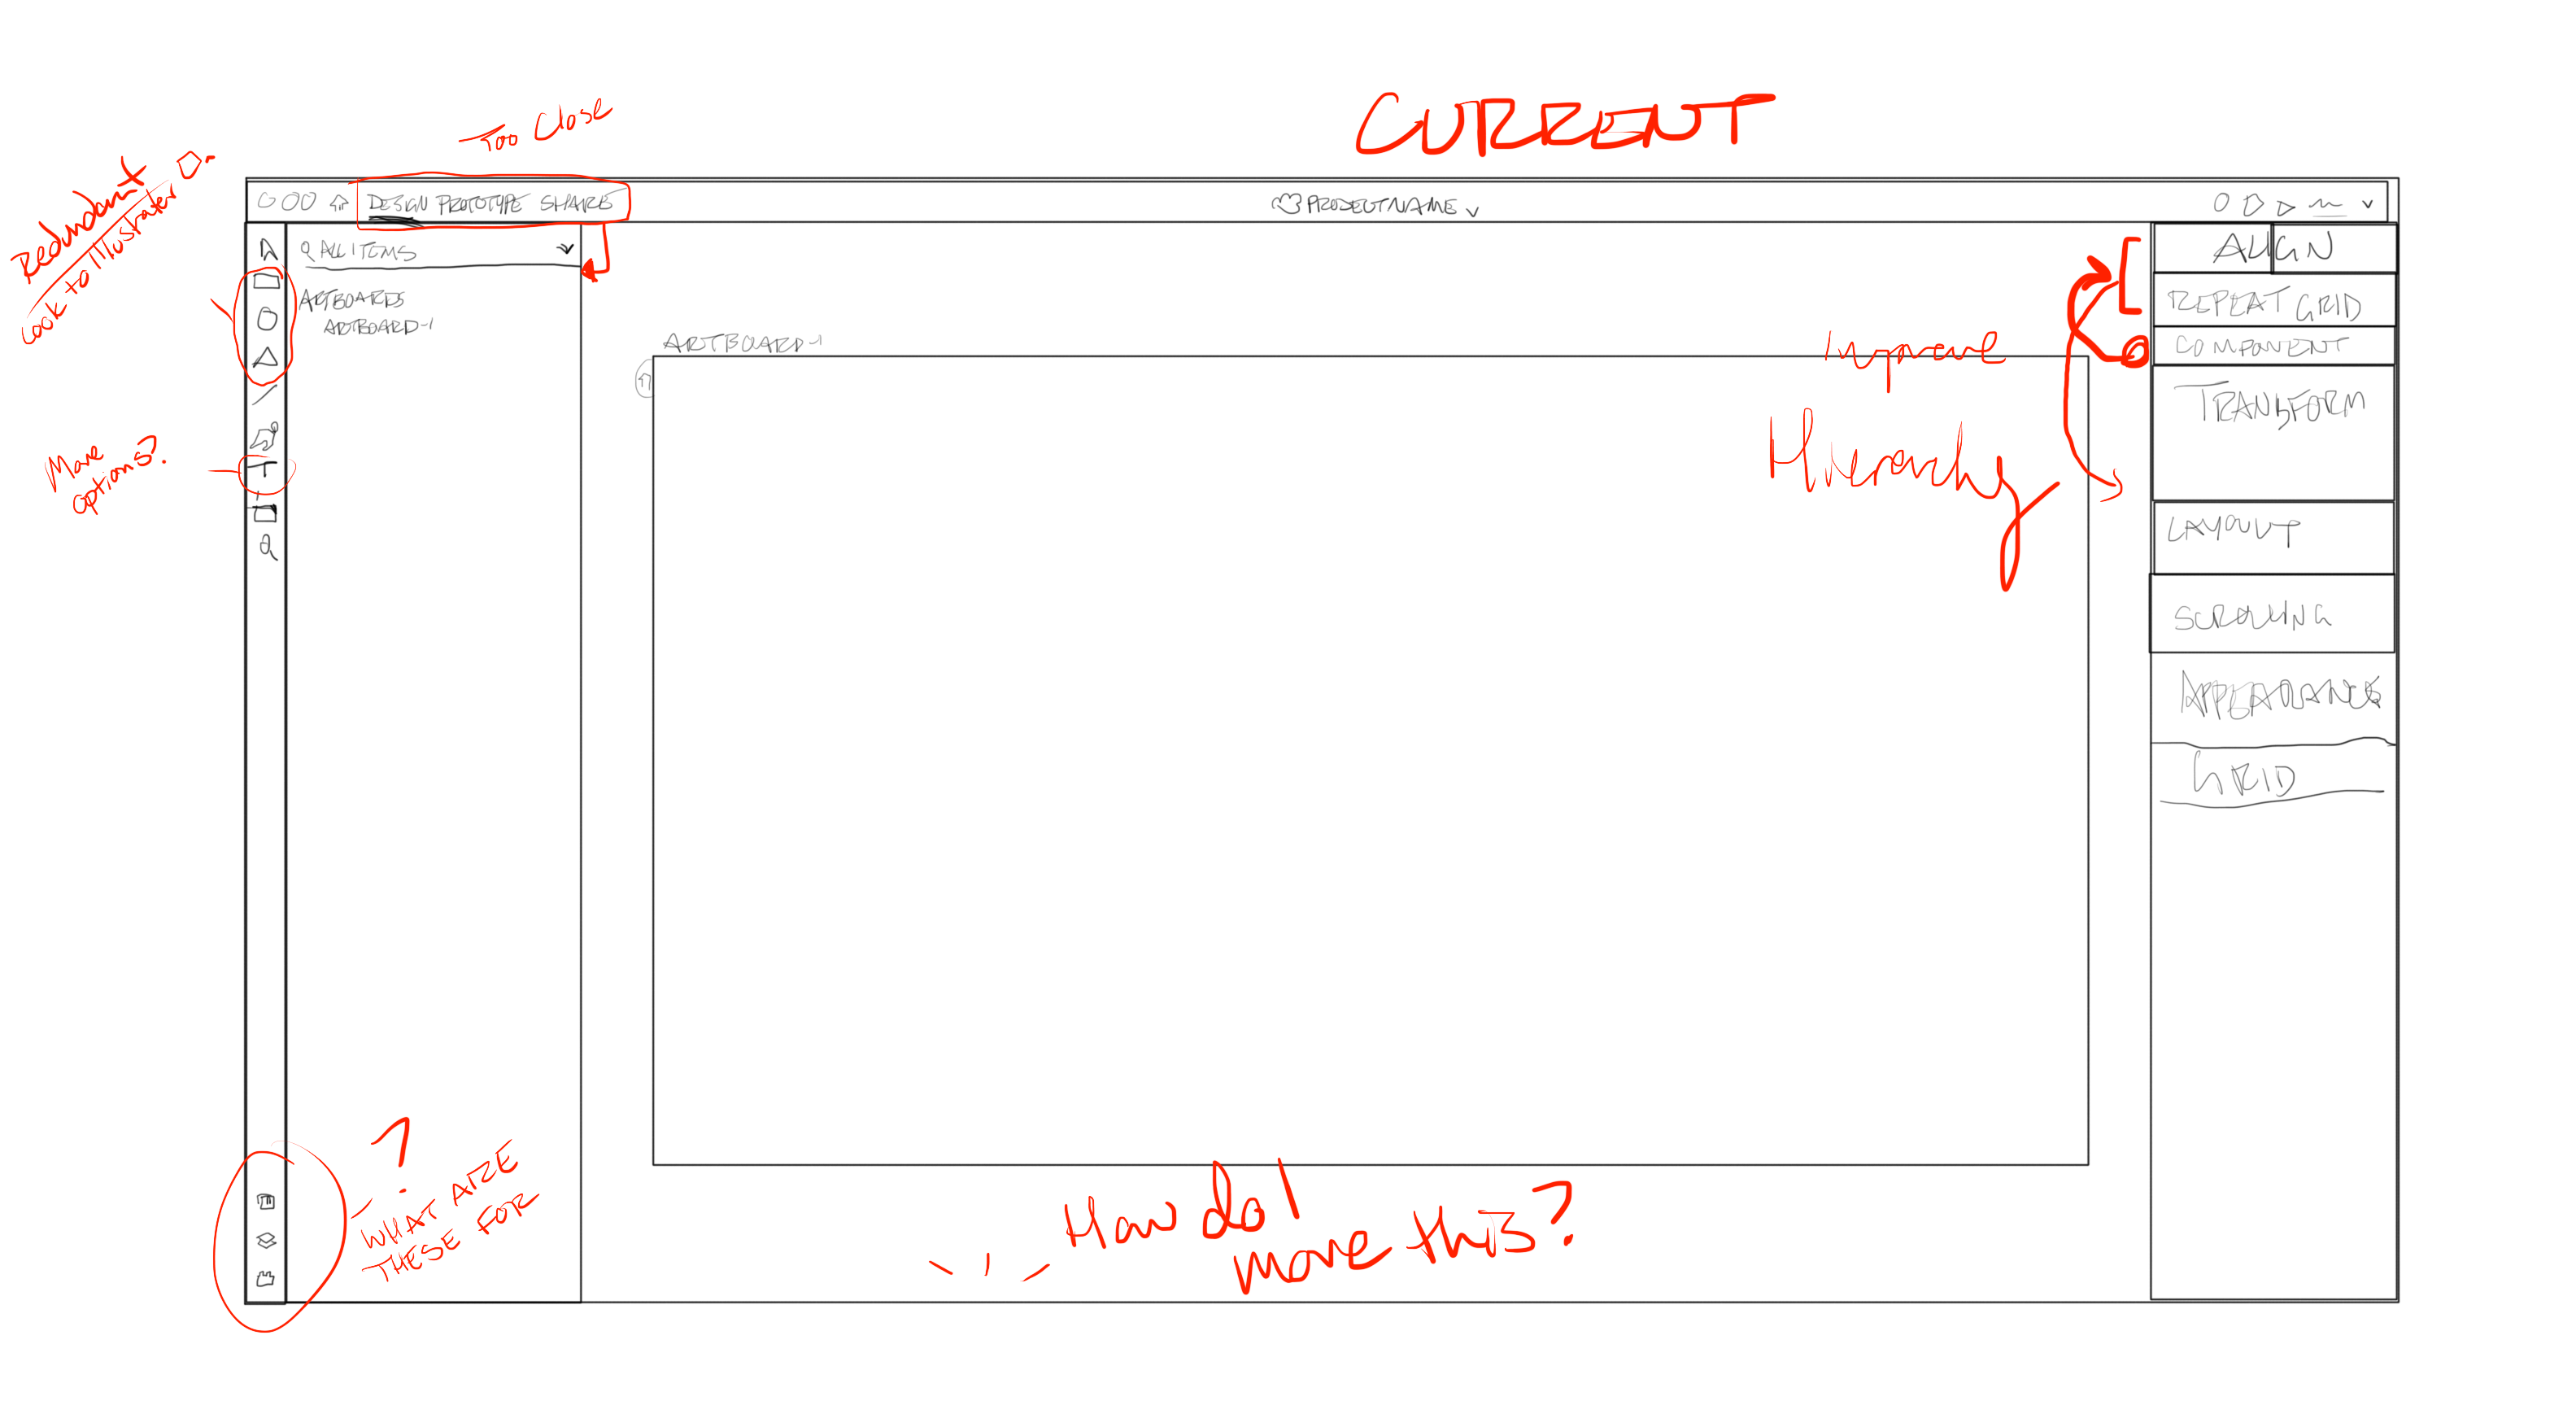 CURRENT
Too Close
Redundant
Look to Illustrator
DESIGN PROTOTYPE SHARE
PROJECTNAME
ALL ITEMS
ARTBOARDS
ARTBOARD-1
ARTBOARD-1
More
options?
T
Improve
Hierarchy
ALIGN
REPEAT GRID
COMPONENT
TRANSFORM
LAYOUT
SCROLLING
APPEARANCE
GRID
?
WHAT ARE
THESE FOR
How do I
move this?